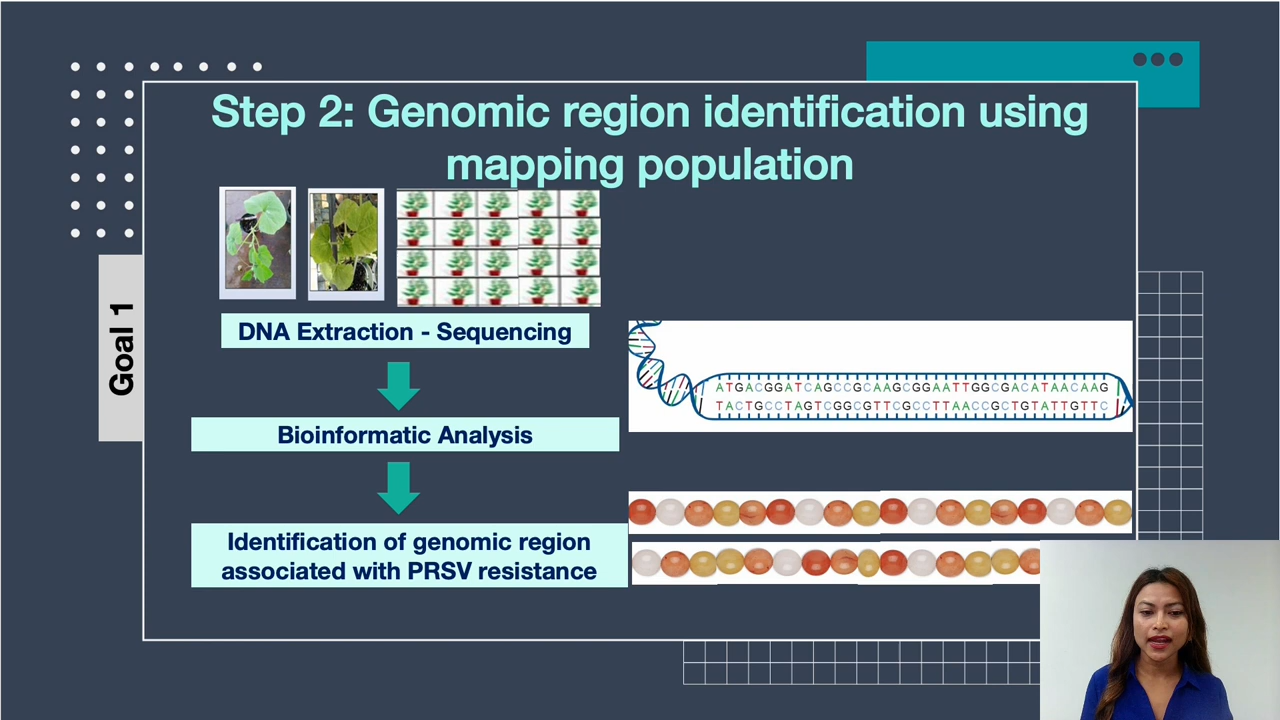 Step 2: Genomic region identification using
mapping population
Goal 1
DNA Extraction - Sequencing
ATGACGGATCAGCCGCAAGCGGAATTGGCGACATAACAAG
TACTGCCTAGTCGGCGTTCGCCTTAACCGCTGTATTGTTC
Bioinformatic Analysis
Identification of genomic region
associated with PRSV resistance